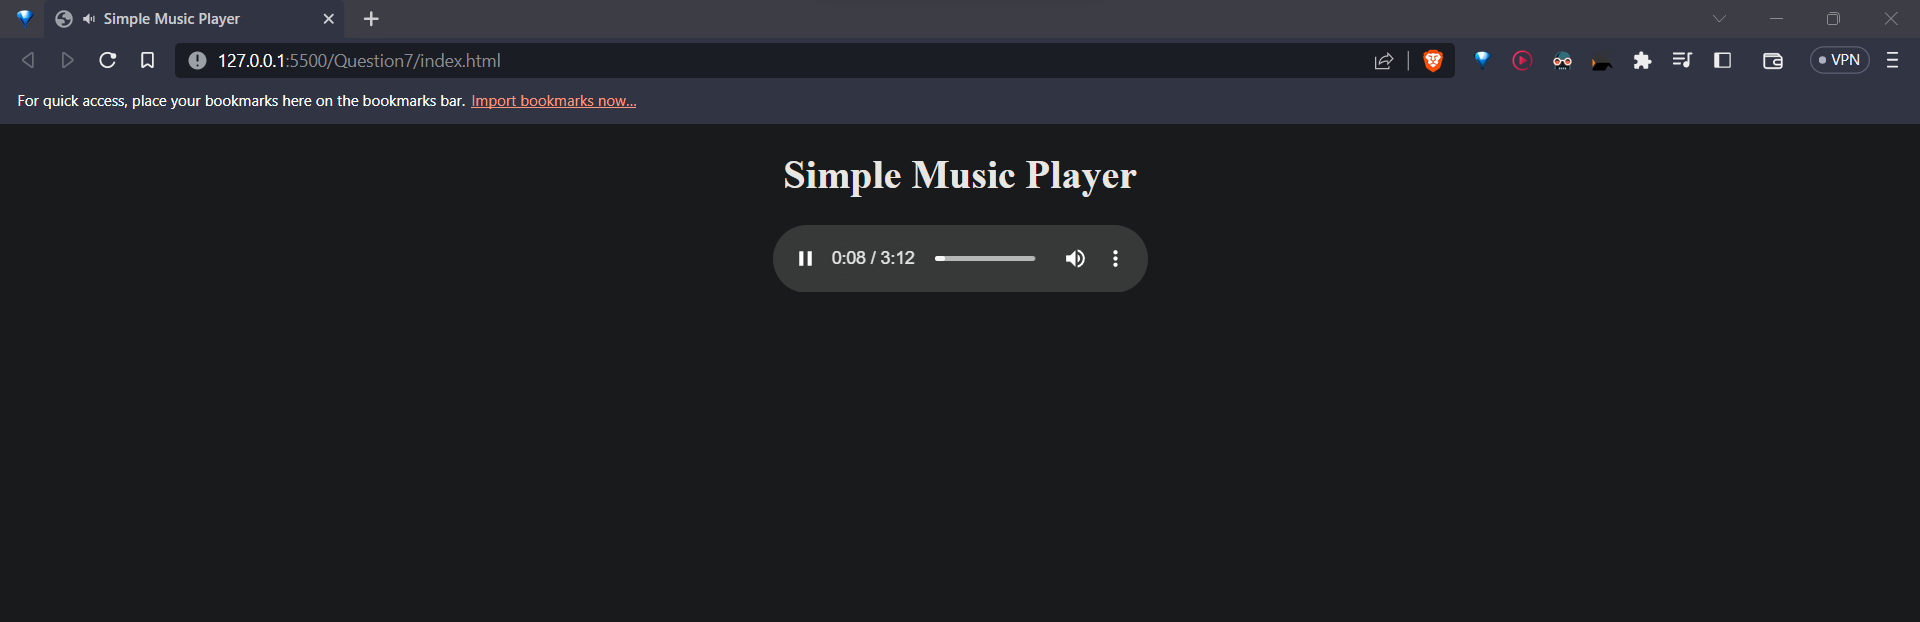 Simple Music Player
127.0.0.1:5500/Question7/index.html
VPN
For quick access, place your bookmarks here on the bookmarks bar. Import bookmarks now...
Simple Music Player
0:08 / 3:12